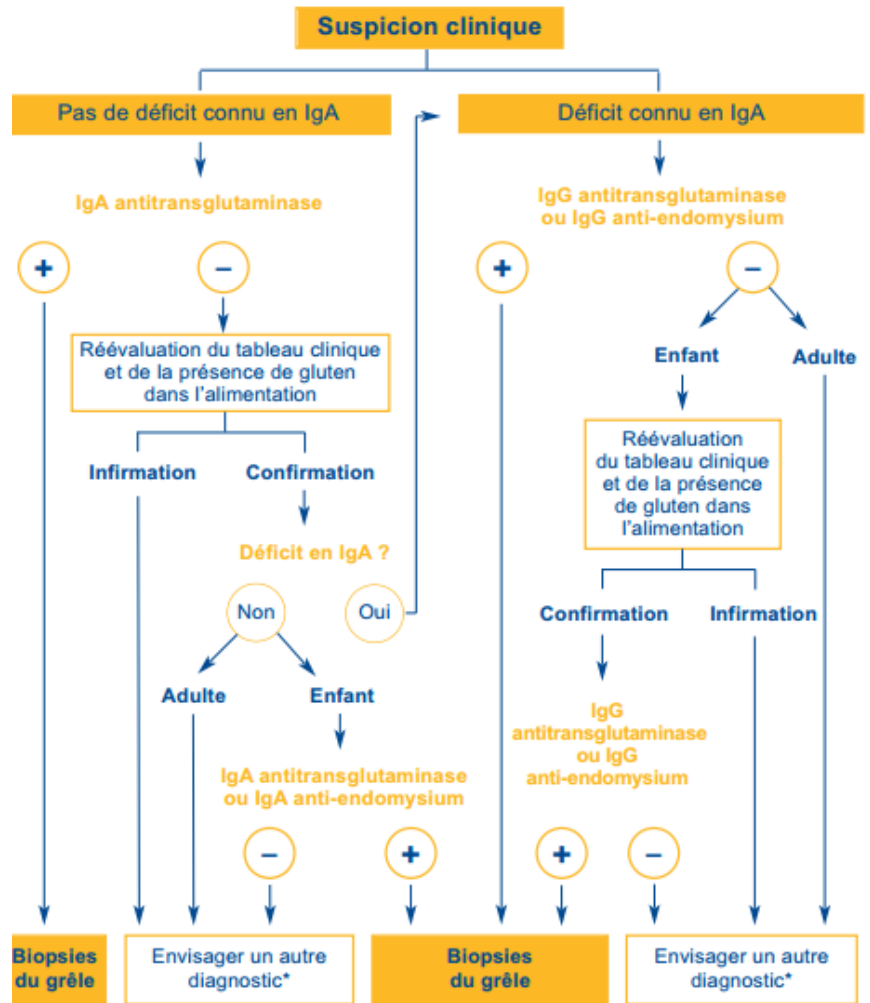 Suspicion clinique
Pas de déficit connu en IgA
Déficit connu en IgA
IgA antitransglutaminase
IgG antitransglutaminase
ou IgG anti-endomysium
+
–
+
–
Réévaluation du tableau clinique
et de la présence de gluten
dans l'alimentation
Enfant
Adulte
Infirmation
Confirmation
Réévaluation
du tableau clinique
et de la présence
de gluten dans
l'alimentation
Déficit en IgA ?
Non
Oui
Confirmation
Infirmation
Adulte
Enfant
IgG
antitransglutaminase
ou IgG
anti-endomysium
IgA antitransglutaminase
ou IgA anti-endomysium
–
+
+
–
Biopsies
du grêle
Envisager un autre
diagnostic*
Biopsies
du grêle
Envisager un autre
diagnostic*